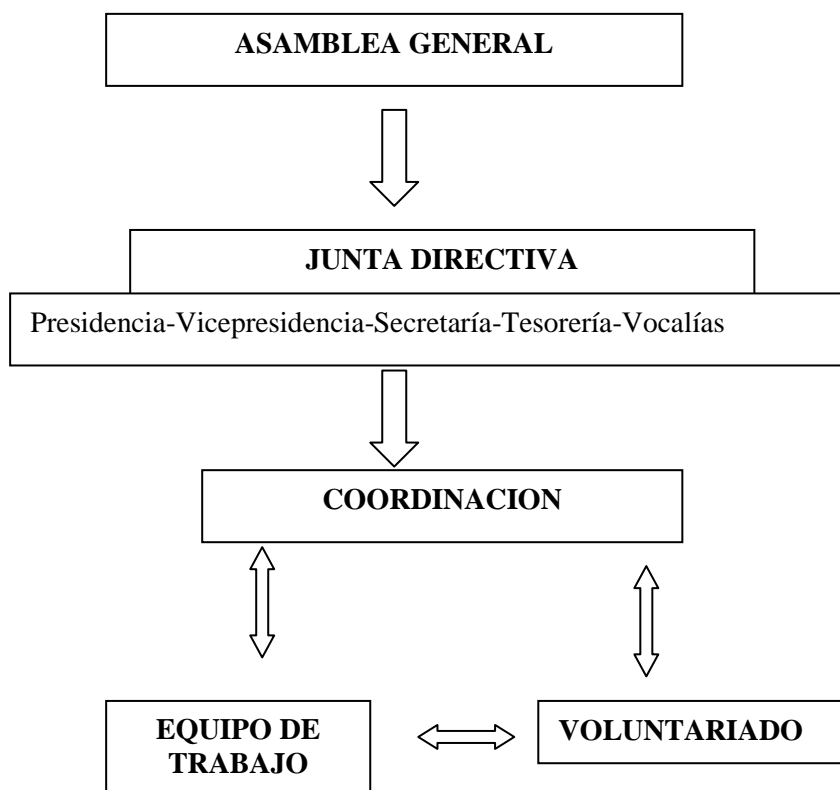 ASAMBLEA GENERAL
JUNTA DIRECTIVA
Presidencia-Vicepresidencia-Secretaría-Tesorería-Vocalías
COORDINACION
EQUIPO DE
TRABAJO
VOLUNTARIADO